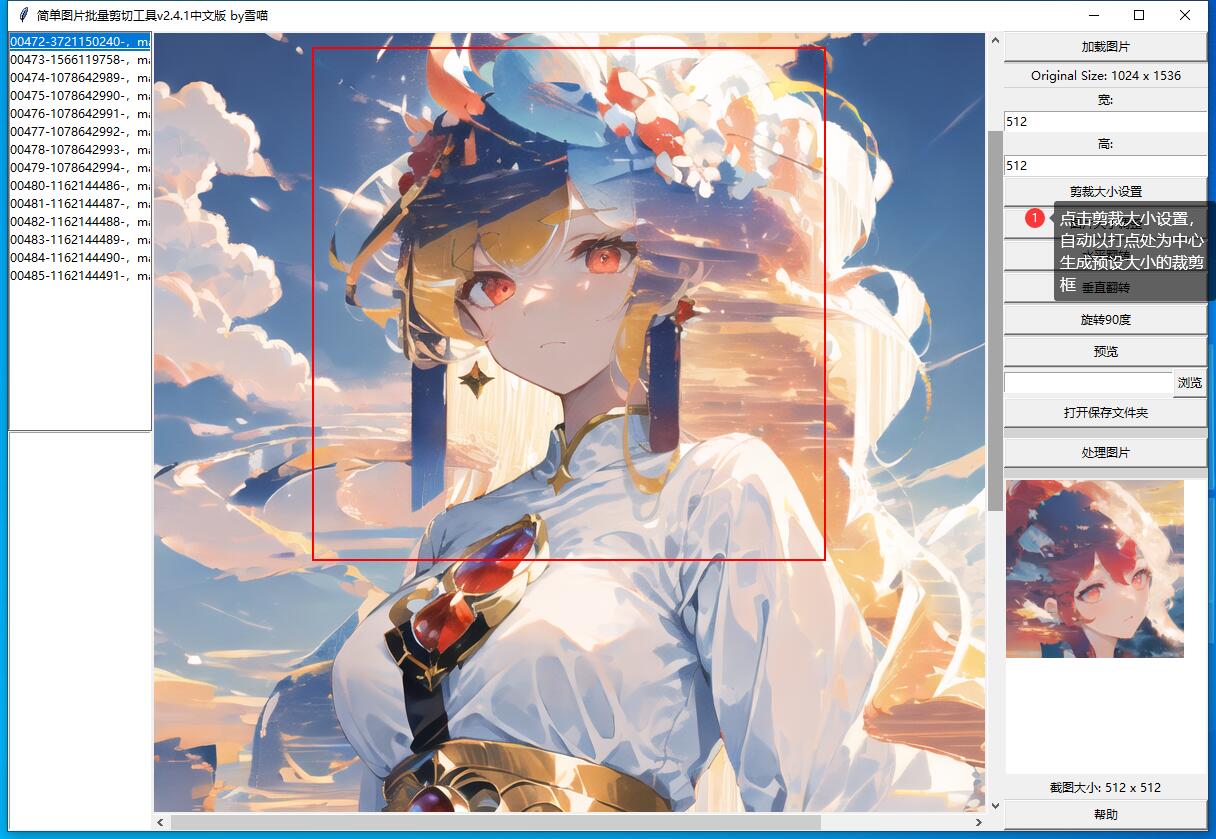 简单图片批量剪切工具v2.4.1中文版 by雪喵
00472-3721150240-, ma
00473-1566119758-, ma
00474-1078642989-, ma
00475-1078642990-, ma
00476-1078642991-, ma
00477-1078642992-, ma
00478-1078642993-, ma
00479-1078642994-, ma
00480-1162144486-, ma
00481-1162144487-, ma
00482-1162144488-, ma
00483-1162144489-, ma
00484-1162144490-, ma
00485-1162144491-, ma
加载图片
Original Size: 1024 x 1536
宽:
512
高:
512
剪裁大小设置
1
点击剪裁大小设置，
自动以打点处为中心
生成预设大小的裁剪
框
垂直翻转
旋转90度
预览
浏览
打开保存文件夹
处理图片
截图大小: 512 x 512
帮助